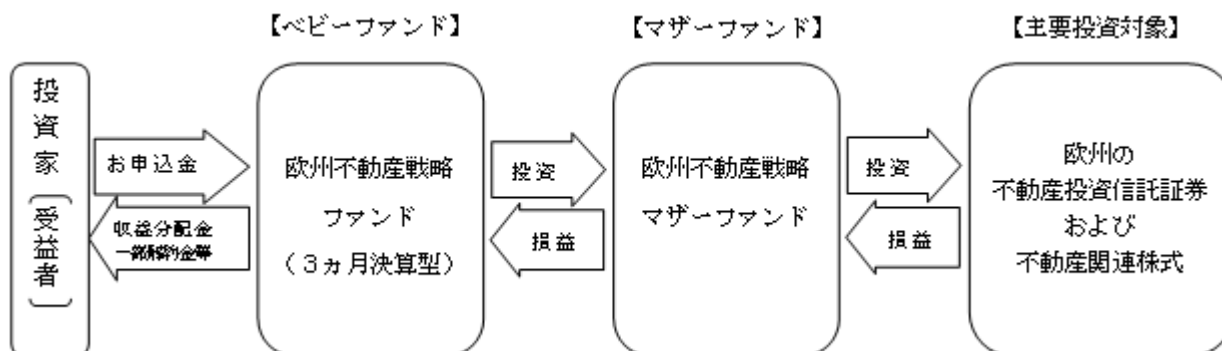 【ベビーファンド】
【マザーファンド】
【主要投資対象】
投資家（受益者）
お申込金
収益分配金
一部解約金等
欧州不動産戦略
ファンド
（３ヵ月決算型）
投資
損益
欧州不動産戦略
マザーファンド
投資
損益
欧州の
不動産投資信託証券
および
不動産関連株式